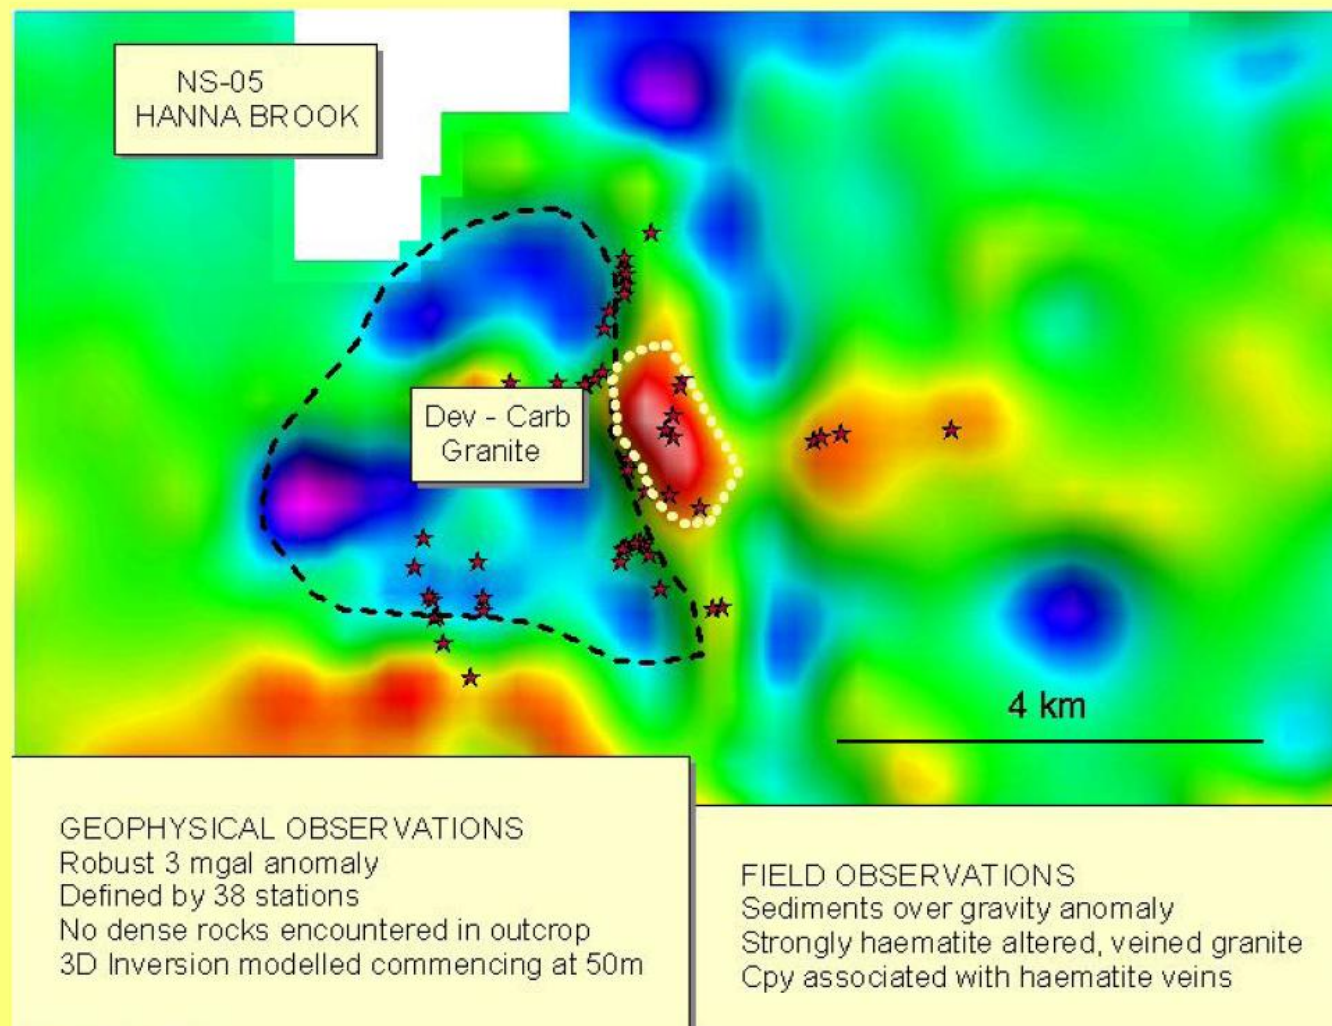 NS-05
HANNA BROOK
Dev - Carb
Granite
4 km
GEOPHYSICAL OBSERVATIONS
Robust 3 mgal anomaly
Defined by 38 stations
No dense rocks encountered in outcrop
3D Inversion modelled commencing at 50m
FIELD OBSERVATIONS
Sediments over gravity anomaly
Strongly haematite altered, veined granite
Cpy associated with haematite veins